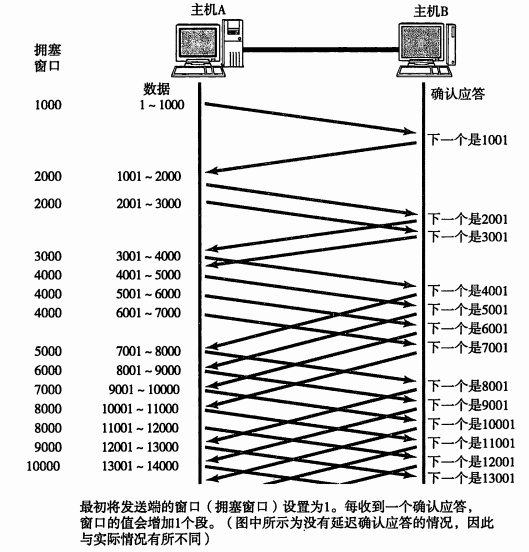 主机A 主机B
拥塞
窗口
数据 确认应答
1000 1～1000
下一个是1001
2000 1001～2000
2000 2001～3000
下一个是2001
下一个是3001
3000 3001～4000
4000 4001～5000
4000 5001～6000
4000 6001～7000
下一个是4001
下一个是5001
下一个是6001
下一个是7001
5000 7001～8000
6000 8001～9000
7000 9001～10000
8000 10001～11000
8000 11001～12000
9000 12001～13000
10000 13001～14000
下一个是8001
下一个是9001
下一个是10001
下一个是11001
下一个是12001
下一个是13001
最初将发送端的窗口（拥塞窗口）设置为1。每收到一个确认应答，
窗口的值会增加1个段。（图中所示为没有延迟确认应答的情况，因此
与实际情况有所不同）